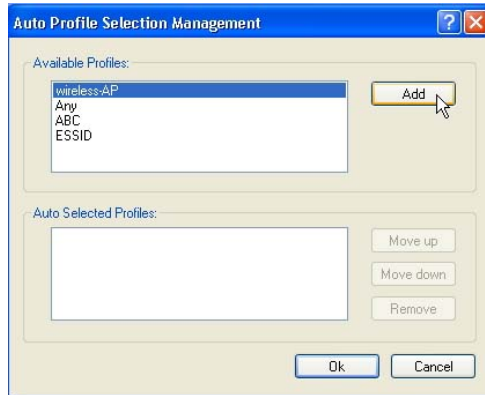 Auto Profile Selection Management
Available Profiles:
wireless-AP
Any
ABC
ESSID
Add
Auto Selected Profiles:
Move up
Move down
Remove
Ok
Cancel